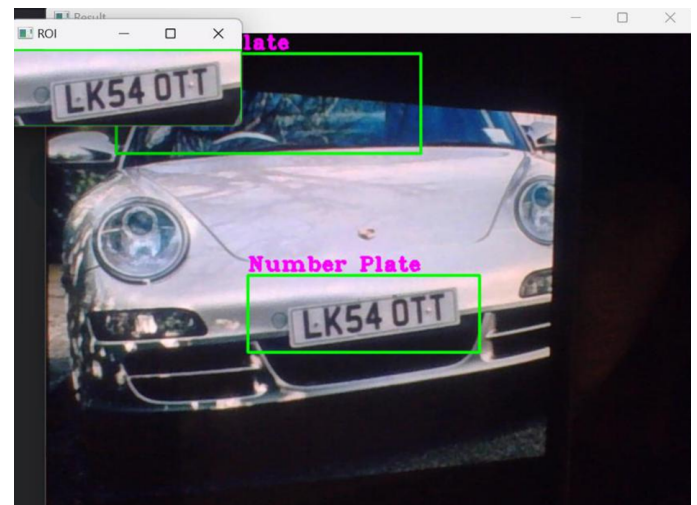 Result
ROI
late
LK54 OTT
Number Plate
LK54 OTT